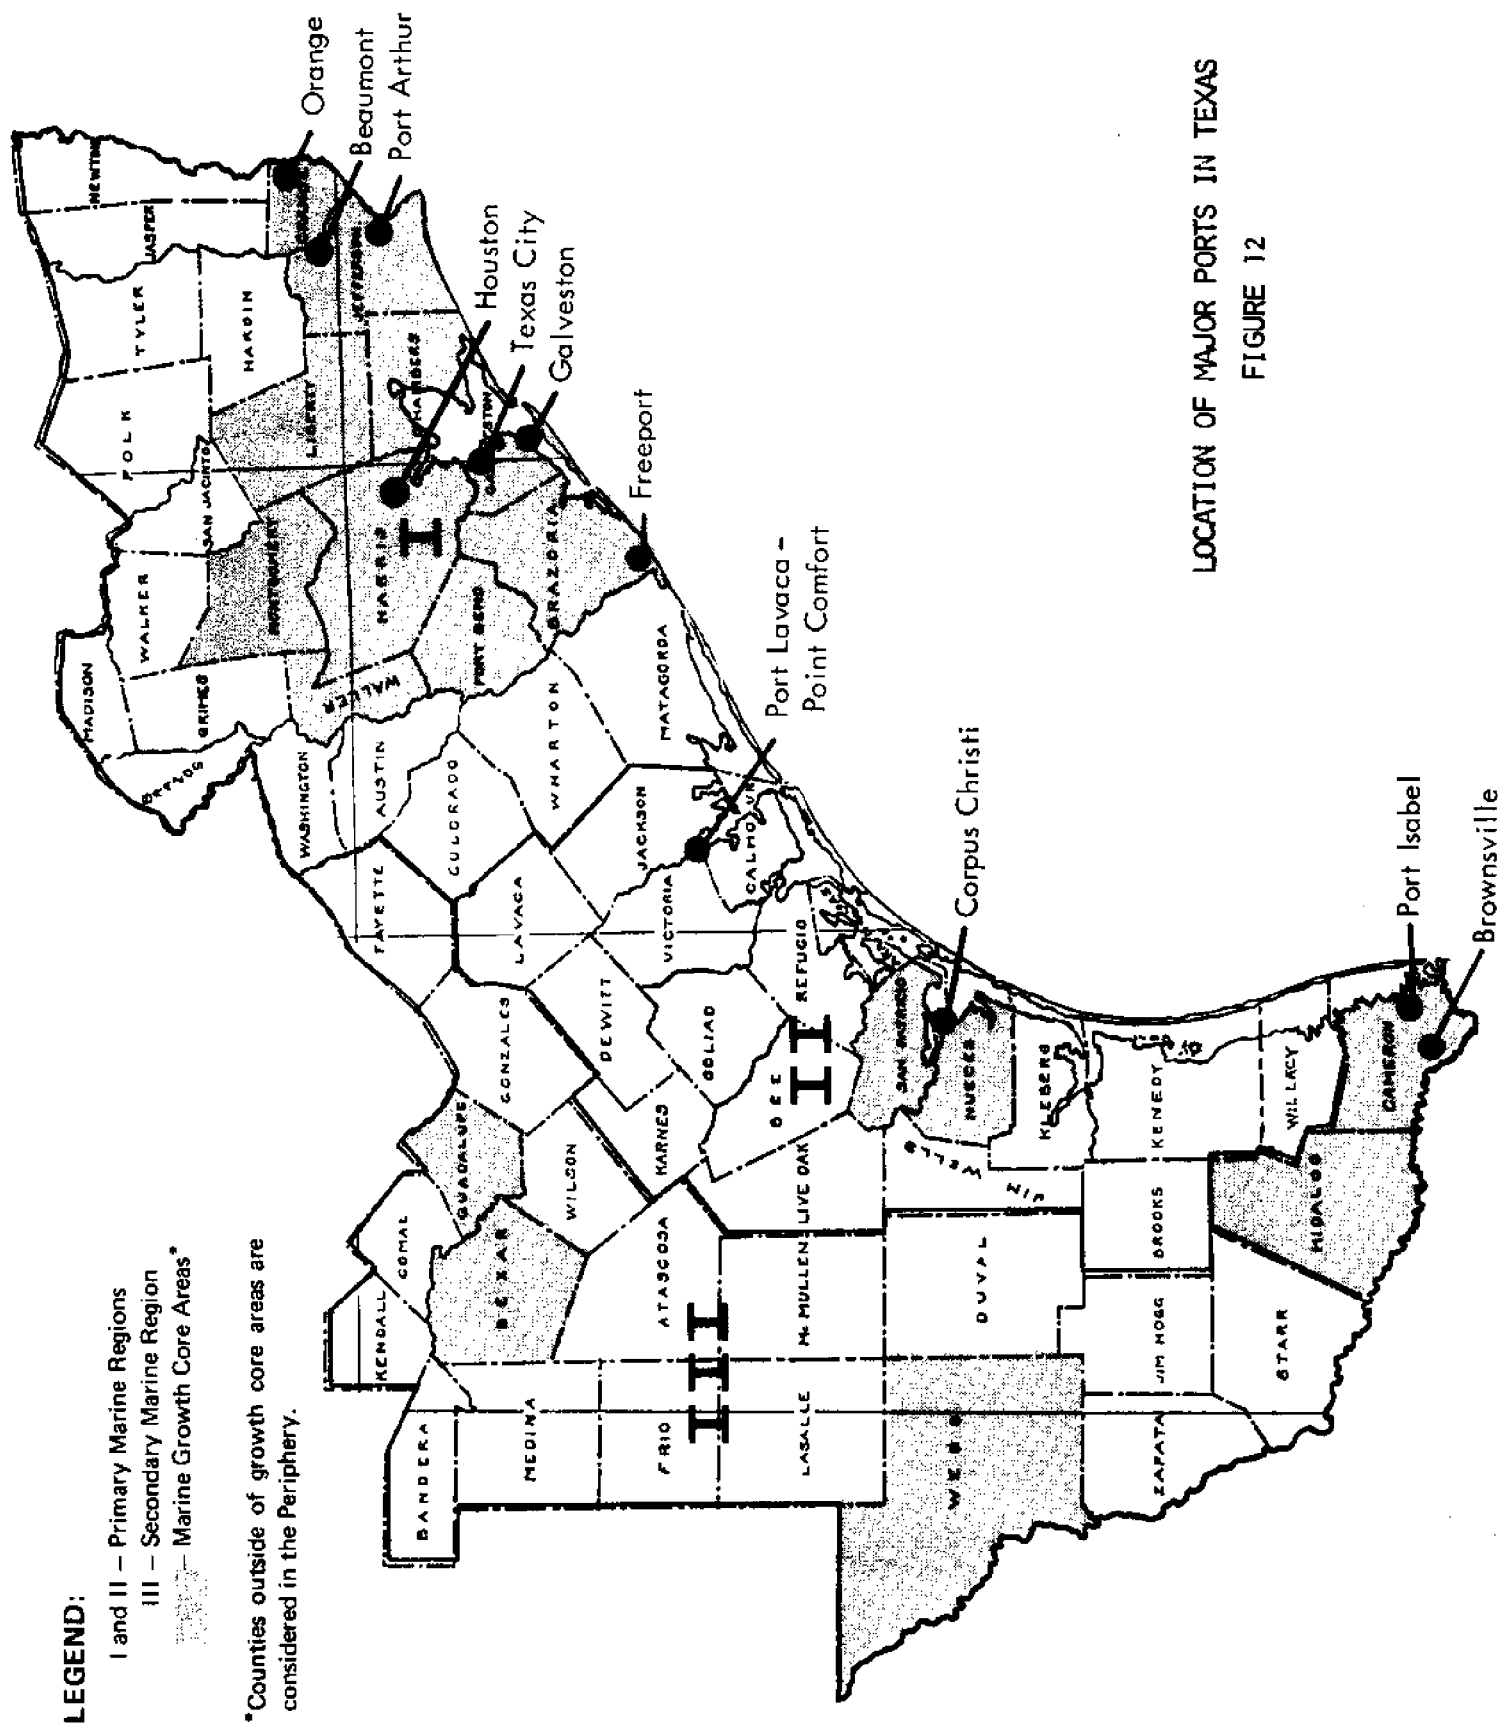 LEGEND:
I and II – Primary Marine Regions
III – Secondary Marine Region
– Marine Growth Core Areas*
*Counties outside of growth core areas are
considered in the Periphery.
BANDERA
KENDALL
COMAL
GUADALUPE
BEXAR
MEDINA
WILSON
GONZALES
FAYETTE
WASHINGTON
AUSTIN
COLORADO
LAVACA
MADISON
GRIMES
WALKER
SAN JACINTO
POLK
TYLER
JASPER
NEWTON
HARDIN
LIBERTY
WALLER
HARRIS
CHAMBERS
JEFFERSON
FORT BEND
BRAZORIA
WHARTON
MATAGORDA
JACKSON
CALHOUN
VICTORIA
DEWITT
GOLIAD
REFUGIO
BEE
KARNES
LIVE OAK
ATASCOSA
FRIO
LASALLE
Mc MULLEN
SAN PATRICIO
NUECES
JIM WELLS
KLEBERG
DUVAL
WEBB
KENEDY
BROOKS
JIM HOGG
ZAPATA
STARR
HIDALGO
WILLACY
CAMERON
I
II
III
Orange
Beaumont
Port Arthur
Houston
Texas City
Galveston
Freeport
Port Lavaca –
Point Comfort
Corpus Christi
Port Isabel
Brownsville
LOCATION OF MAJOR PORTS IN TEXAS
FIGURE 12